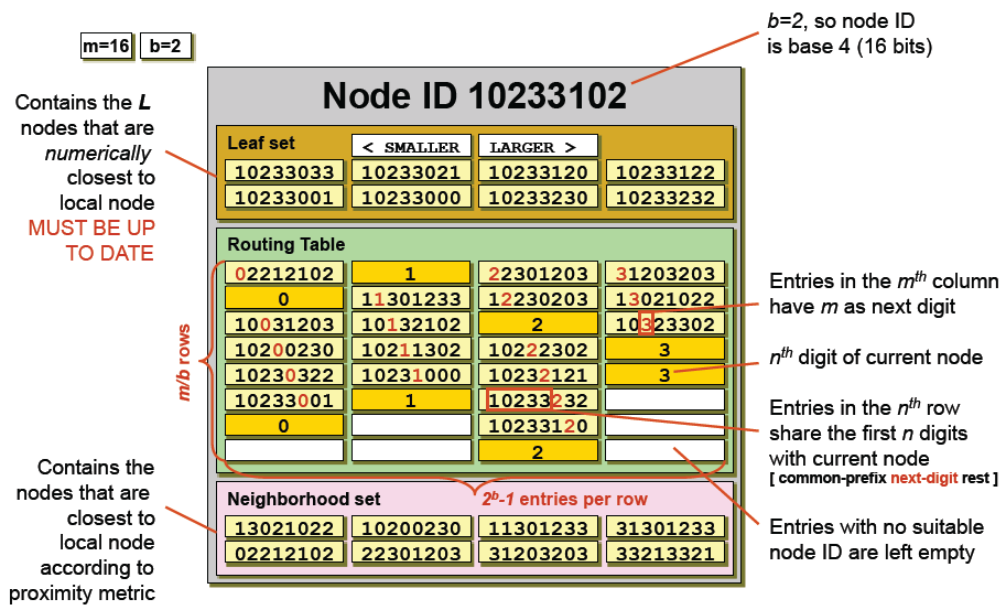 m=16 b=2
b=2, so node ID
is base 4 (16 bits)
Node ID 10233102
Contains the L
nodes that are
numerically
closest to
local node
MUST BE UP
TO DATE
Leaf set < SMALLER LARGER >
10233033 10233021 10233120 10233122
10233001 10233000 10233230 10233232
Routing Table
02212102 1 22301203 31203203
0 11301233 12230203 13021022
10031203 10132102 2 10323302
10200230 10211302 10222302 3
10230322 10231000 10232121 3
10233001 1 10233232
0 10233120
2
m/b rows
2b-1 entries per row
Entries in the mth column
have m as next digit
nth digit of current node
Entries in the nth row
share the first n digits
with current node
[ common-prefix next-digit rest ]
Entries with no suitable
node ID are left empty
Contains the
nodes that are
closest to
local node
according to
proximity metric
Neighborhood set
13021022 10200230 11301233 31301233
02212102 22301203 31203203 33213321